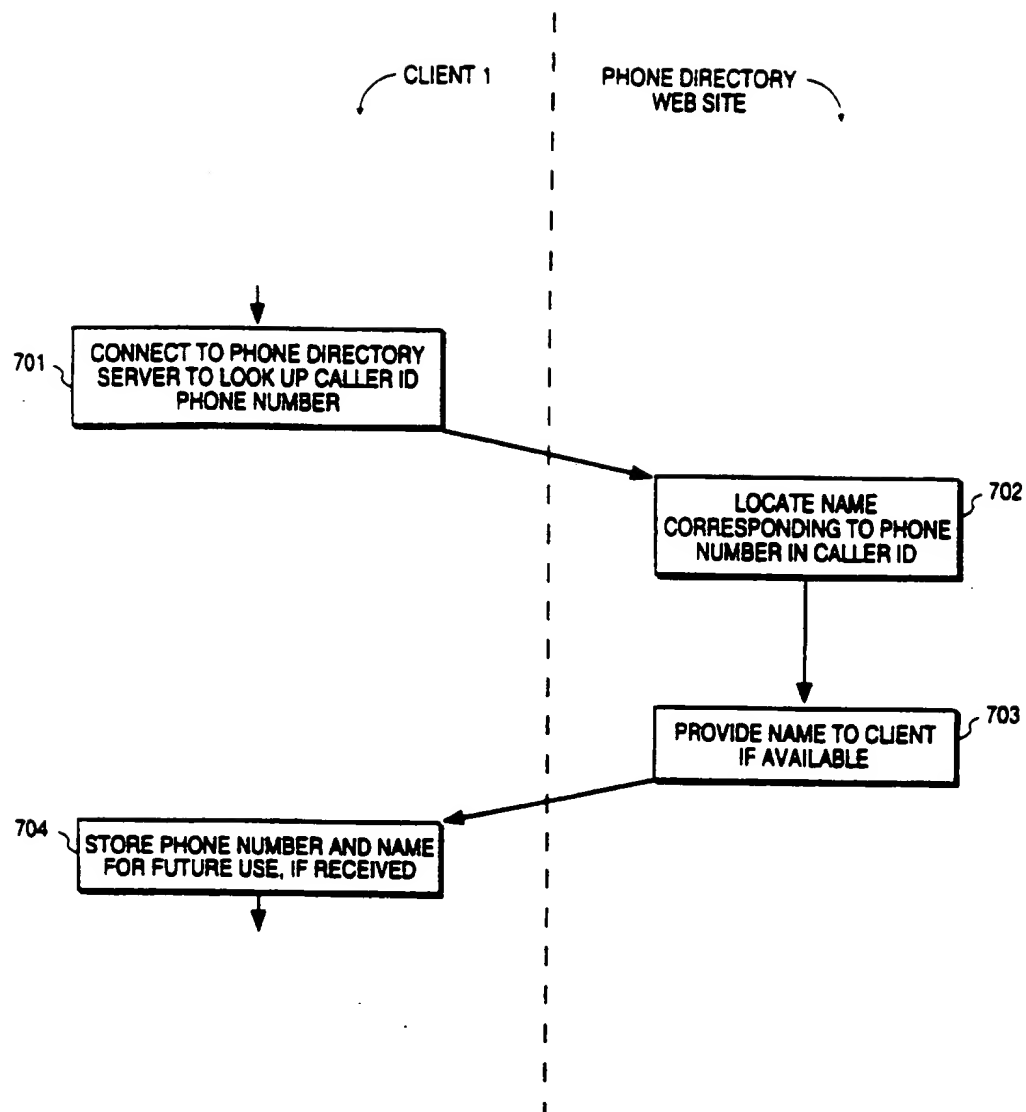 CLIENT 1
PHONE DIRECTORY
WEB SITE
701
CONNECT TO PHONE DIRECTORY
SERVER TO LOOK UP CALLER ID
PHONE NUMBER
702
LOCATE NAME
CORRESPONDING TO PHONE
NUMBER IN CALLER ID
703
PROVIDE NAME TO CLIENT
IF AVAILABLE
704
STORE PHONE NUMBER AND NAME
FOR FUTURE USE, IF RECEIVED